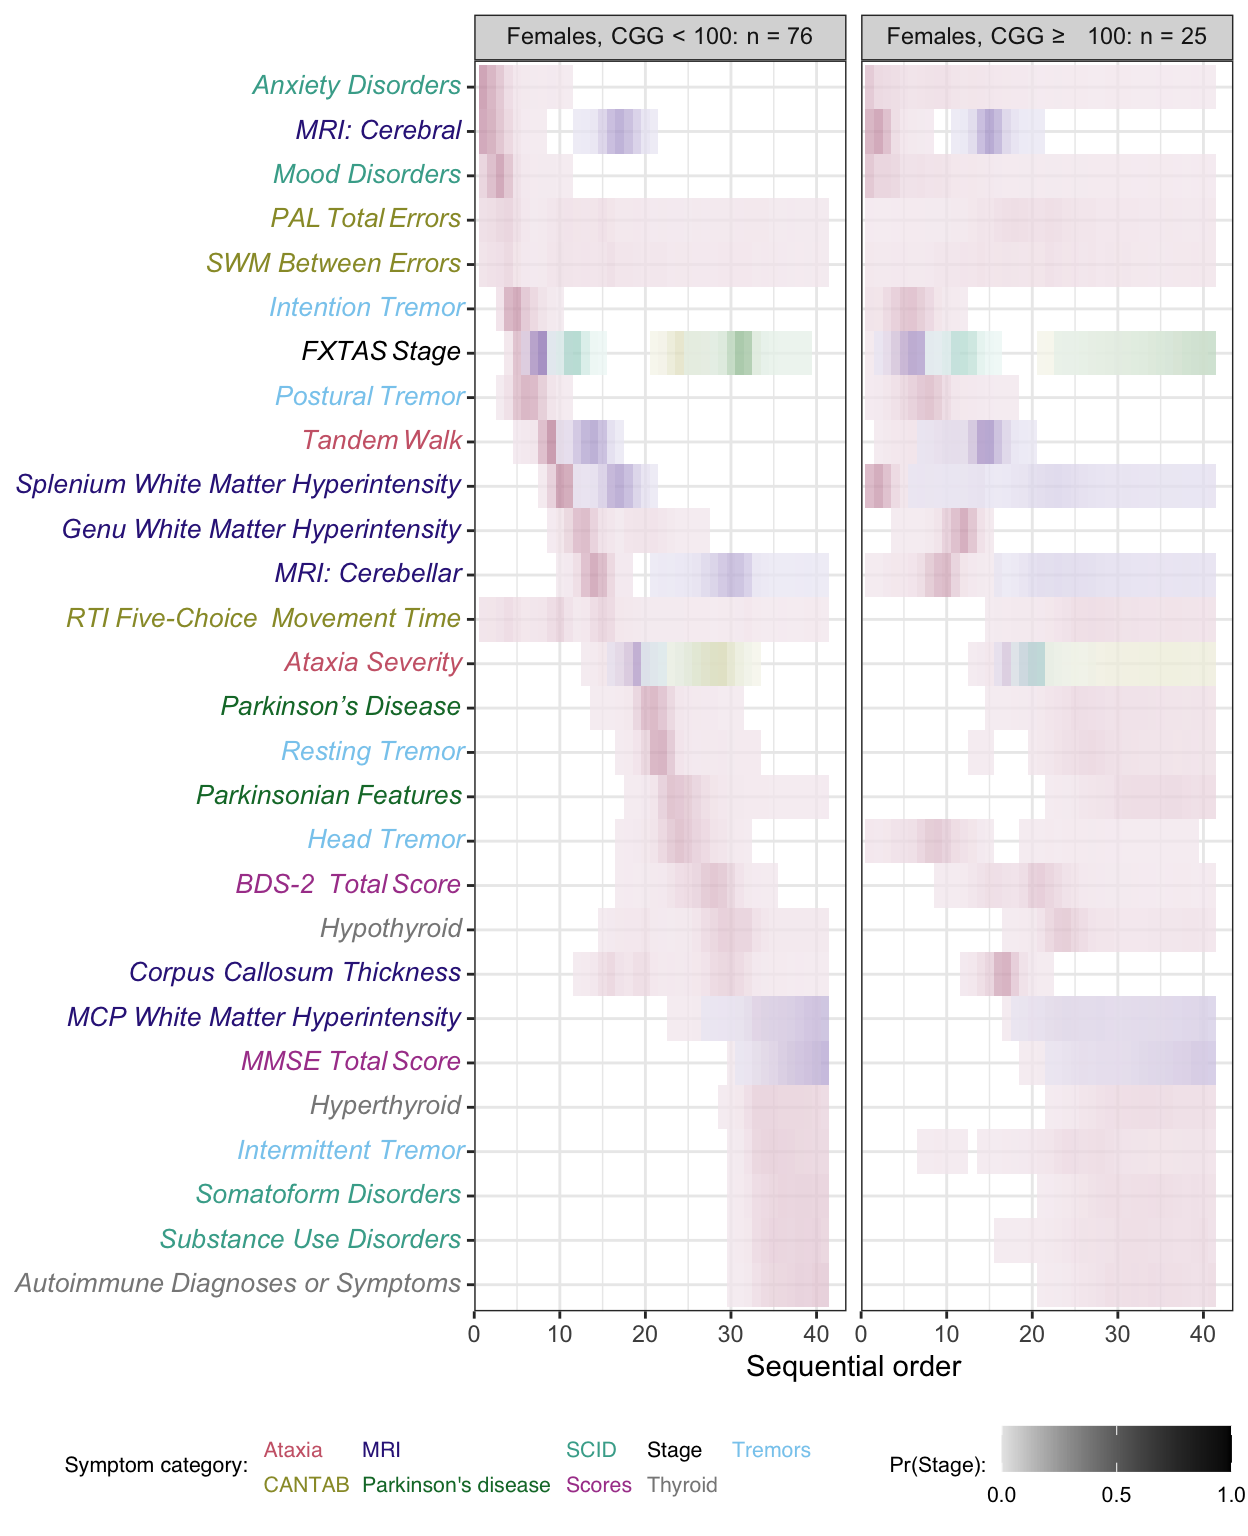 Females, CGG < 100: n = 76
Females, CGG ≥ 100: n = 25
Anxiety Disorders
MRI: Cerebral
Mood Disorders
PAL Total Errors
SWM Between Errors
Intention Tremor
FXTAS Stage
Postural Tremor
Tandem Walk
Splenium White Matter Hyperintensity
Genu White Matter Hyperintensity
MRI: Cerebellar
RTI Five-Choice Movement Time
Ataxia Severity
Parkinson’s Disease
Resting Tremor
Parkinsonian Features
Head Tremor
BDS-2 Total Score
Hypothyroid
Corpus Callosum Thickness
MCP White Matter Hyperintensity
MMSE Total Score
Hyperthyroid
Intermittent Tremor
Somatoform Disorders
Substance Use Disorders
Autoimmune Diagnoses or Symptoms
0 10 20 30 40 0 10 20 30 40
Sequential order
Symptom category:
Ataxia MRI SCID Stage Tremors
CANTAB Parkinson's disease Scores Thyroid
Pr(Stage):
0.0 0.5 1.0